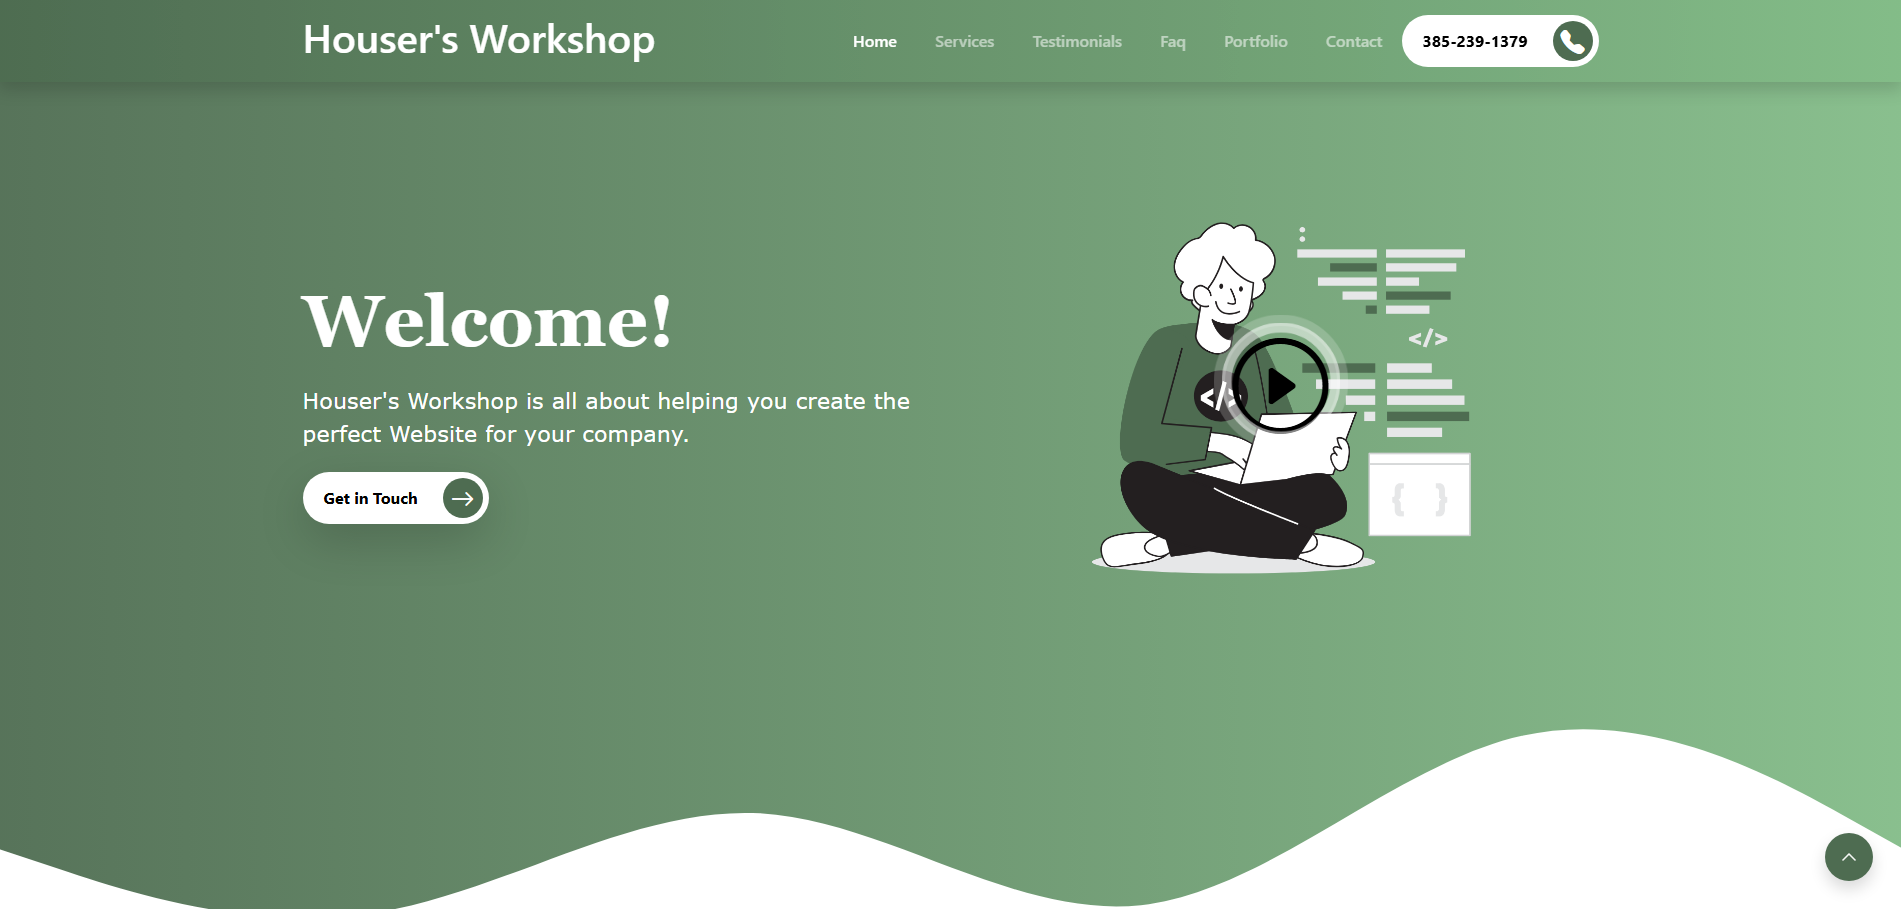 Houser's Workshop
Home
Services
Testimonials
Faq
Portfolio
Contact
385-239-1379
Welcome!
Houser's Workshop is all about helping you create the
perfect Website for your company.
Get in Touch
</>
</>
{ }